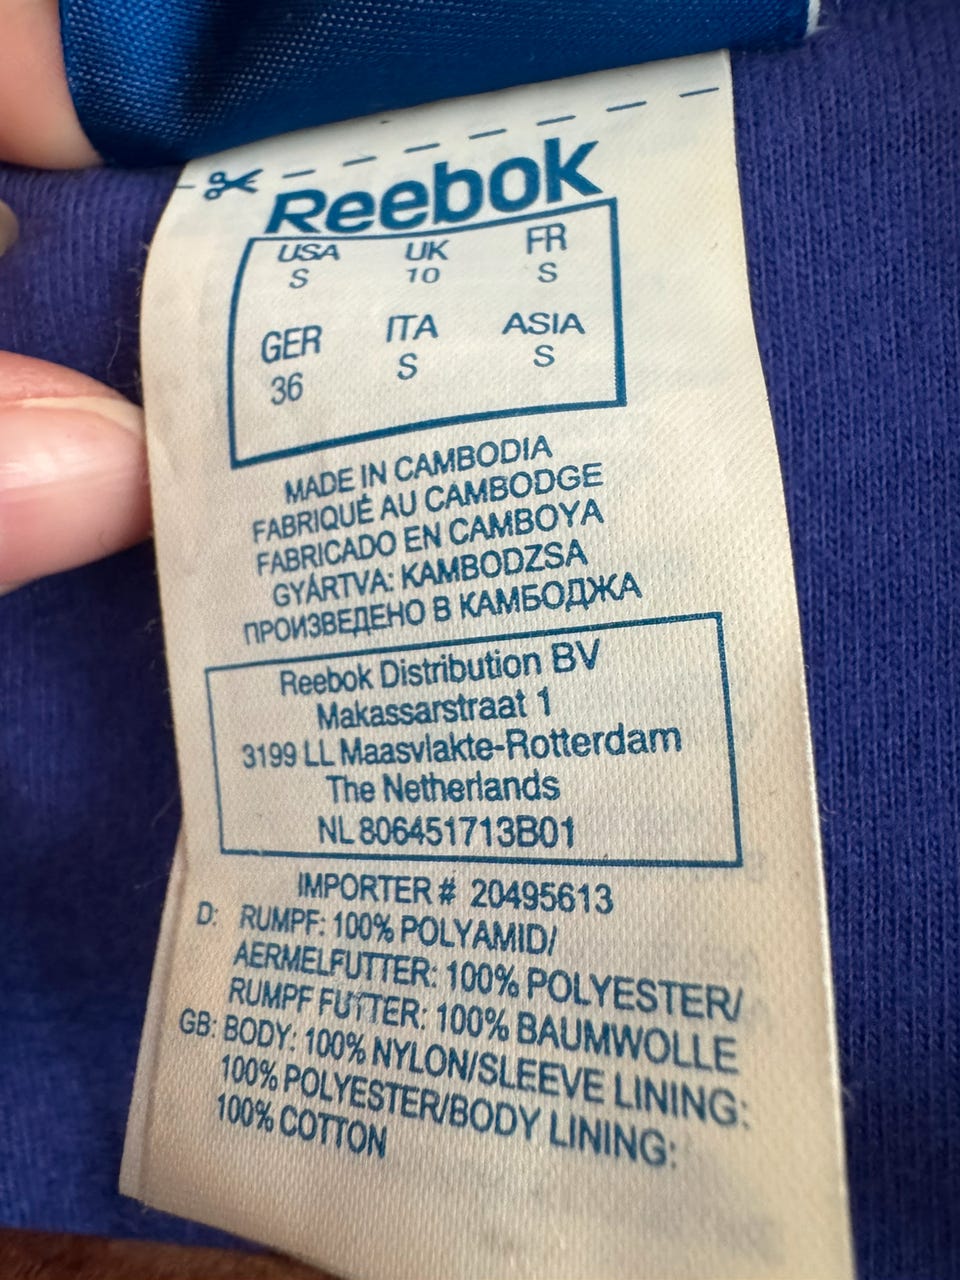 Reebok
USA UK FR
S 10 S
GER ITA ASIA
36 S S
MADE IN CAMBODIA
FABRIQUÉ AU CAMBODGE
FABRICADO EN CAMBOYA
GYÁRTVA: KAMBODZSA
ПРОИЗВЕДЕНО В КАМБОДЖА
Reebok Distribution BV
Makassarstraat 1
3199 LL Maasvlakte-Rotterdam
The Netherlands
NL 806451713B01
IMPORTER # 20495613
D: RUMPF: 100% POLYAMID/
AERMELFUTTER: 100% POLYESTER/
RUMPF FUTTER: 100% BAUMWOLLE
GB: BODY: 100% NYLON/SLEEVE LINING:
100% POLYESTER/BODY LINING:
100% COTTON